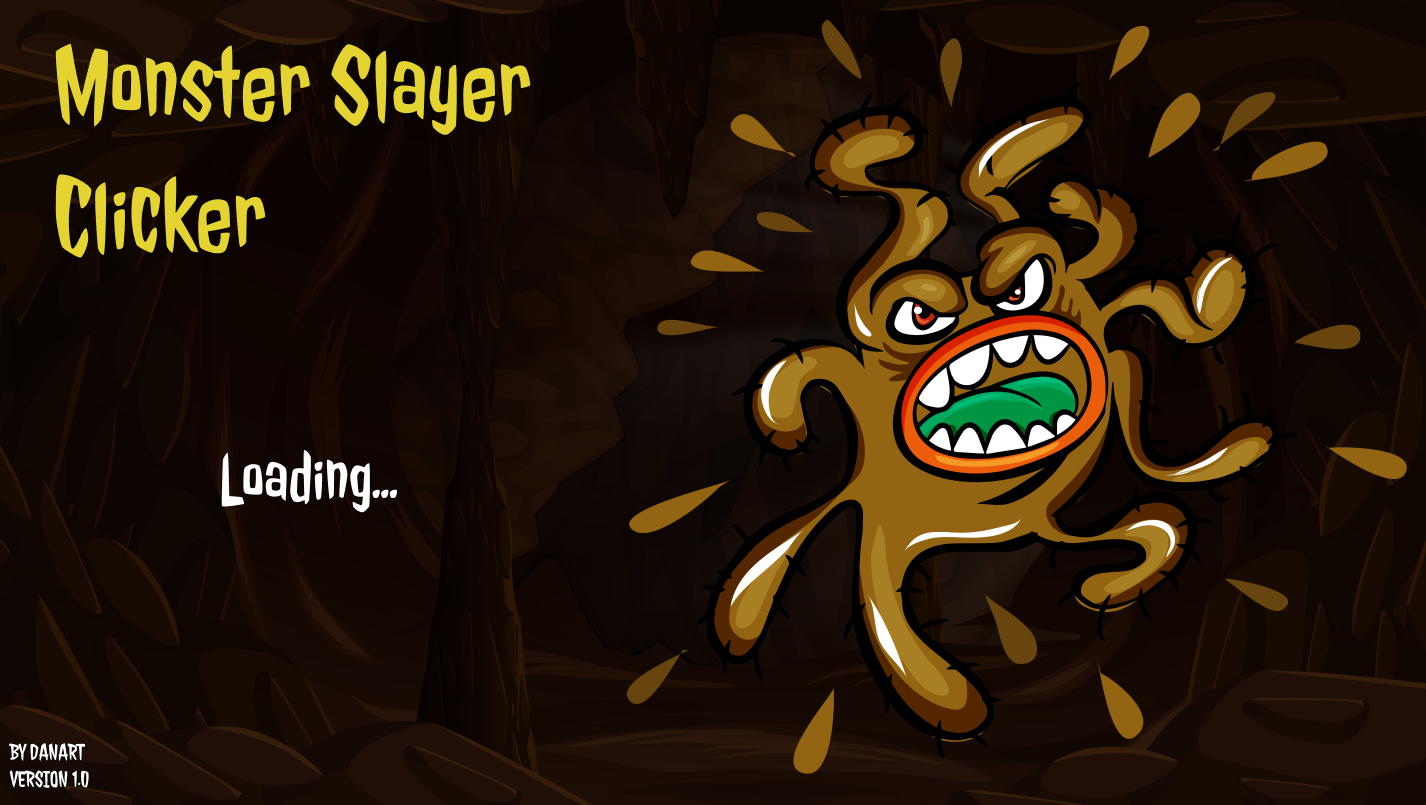 Monster Slayer
Clicker
Loading...
BY DANART
VERSION 1.0